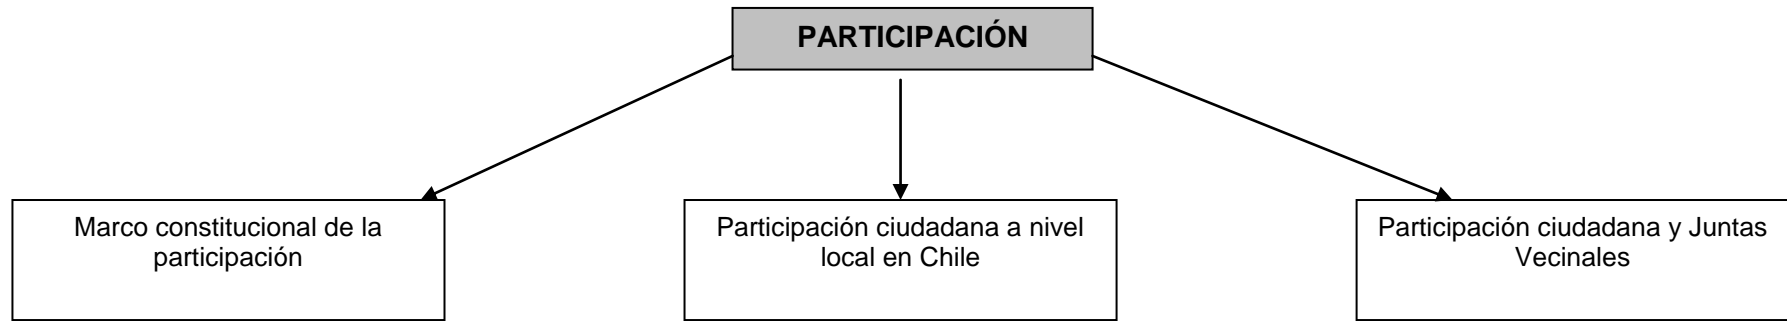 PARTICIPACIÓN
Marco constitucional de la
participación
Participación ciudadana a nivel
local en Chile
Participación ciudadana y Juntas
Vecinales